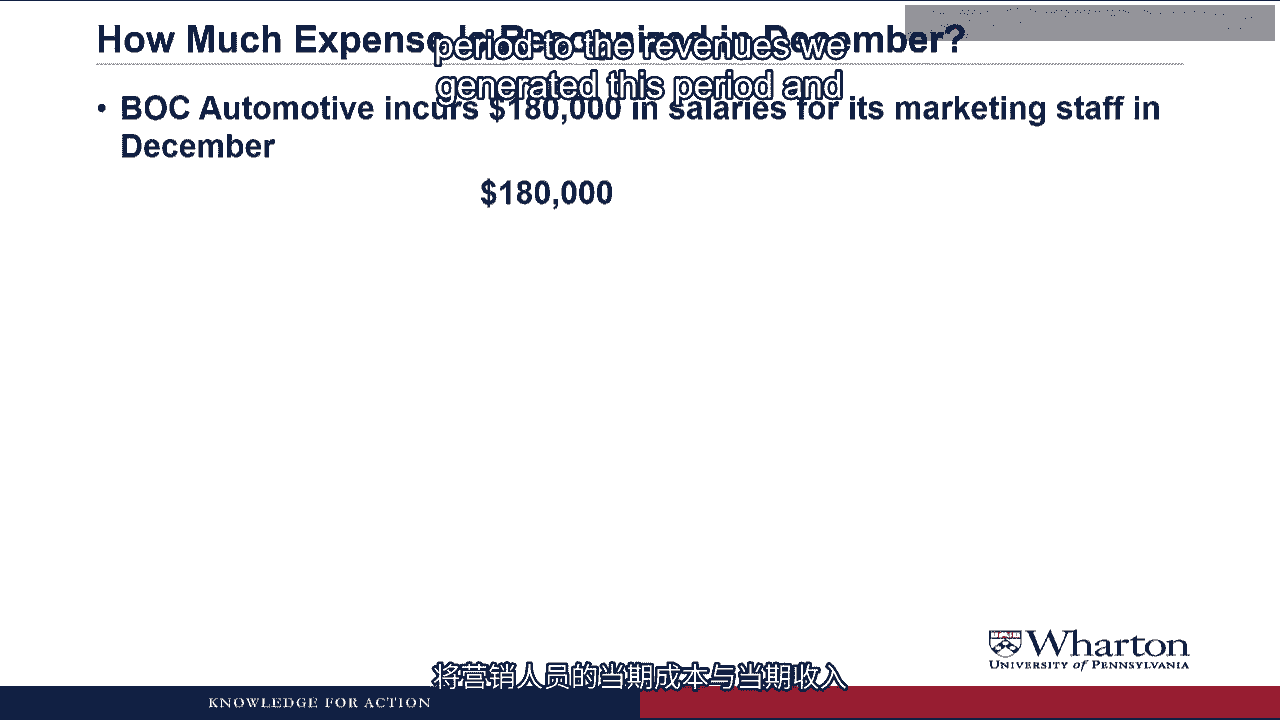 How Much Expense Is Recognized in December?
period to the revenues we
generated this period and
• BOC Automotive incurs $180,000 in salaries for its marketing staff in
December
$180,000
Wharton
UNIVERSITY of PENNSYLVANIA
将营销人员的当期成本与当期收入
KNOWLEDGE FOR ACTION